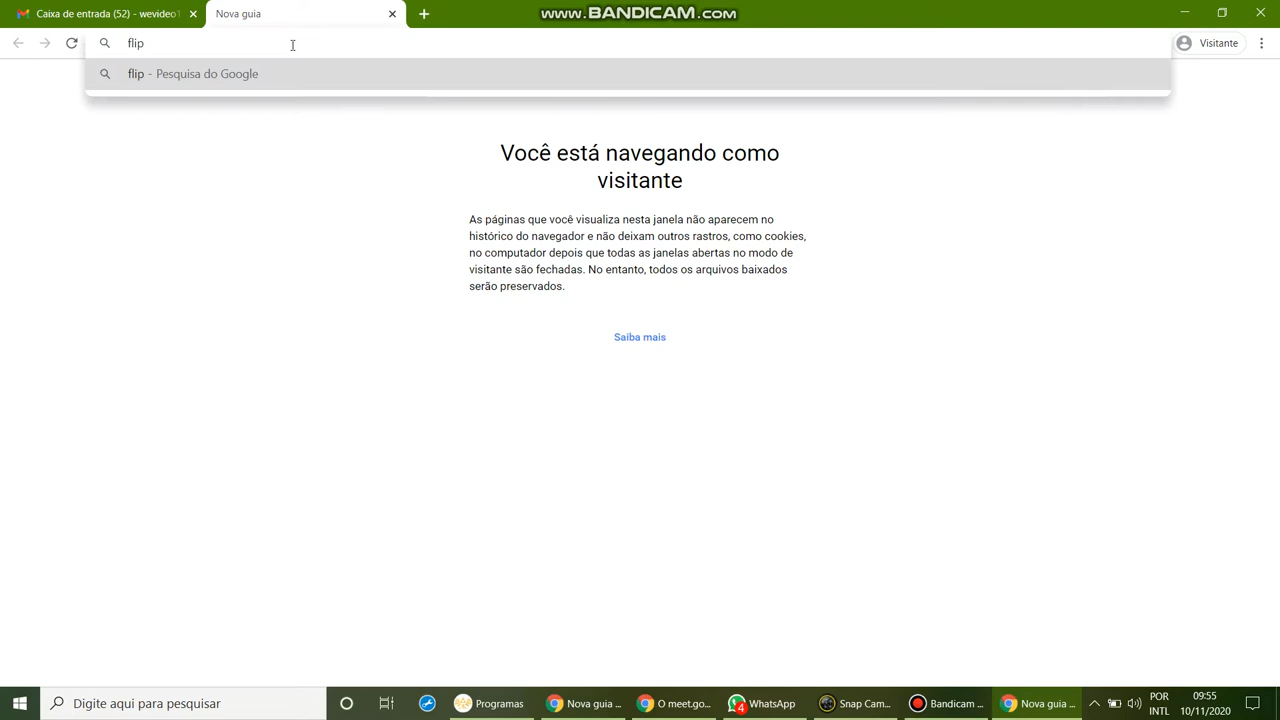 Caixa de entrada (52) - wevideo1
Nova guia
www.BANDICAM.com
flip
Visitante
flip - Pesquisa do Google
Você está navegando como
visitante
As páginas que você visualiza nesta janela não aparecem no
histórico do navegador e não deixam outros rastros, como cookies,
no computador depois que todas as janelas abertas no modo de
visitante são fechadas. No entanto, todos os arquivos baixados
serão preservados.
Saiba mais
Digite aqui para pesquisar
Programas
Nova guia ...
O meet.go...
4
WhatsApp
Snap Cam...
Bandicam ...
Nova guia ...
POR
INTL
09:55
10/11/2020